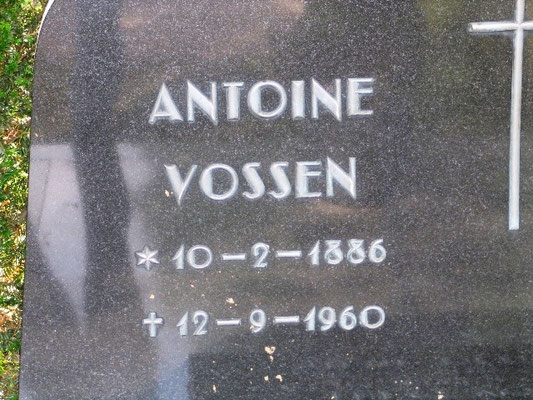 ANTOINE
VOSSEN
* 10-2-1886
† 12-9-1960